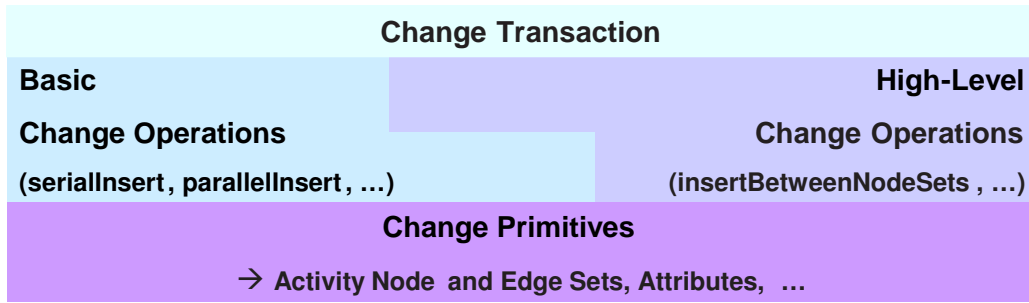 Change Transaction
Basic High-Level
Change Operations Change Operations
(serialInsert, parallelInsert, …) (insertBetweenNodeSets , …)
Change Primitives
→ Activity Node and Edge Sets, Attributes, …